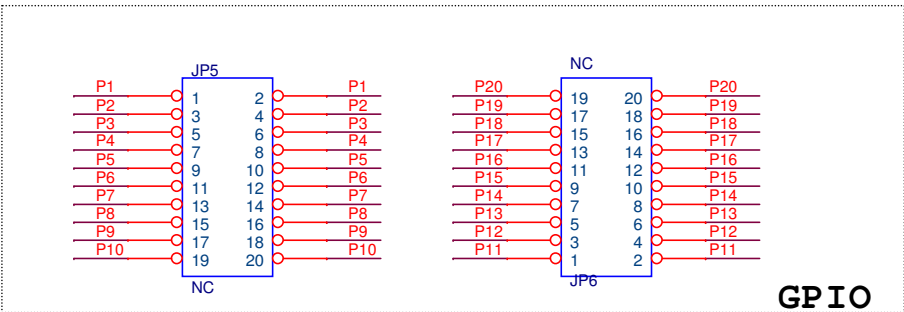 NC
JP5
P1 P1 P20 P20
1 2 19 20
P2 P2 P19 P19
3 4 17 18
P3 P3 P18 P18
5 6 15 16
P4 P4 P17 P17
7 8 13 14
P5 P5 P16 P16
9 10 11 12
P6 P6 P15 P15
11 12 9 10
P7 P7 P14 P14
13 14 7 8
P8 P8 P13 P13
15 16 5 6
P9 P9 P12 P12
17 18 3 4
P10 P10 P11 P11
19 20 1 2
JP6
NC
GPIO